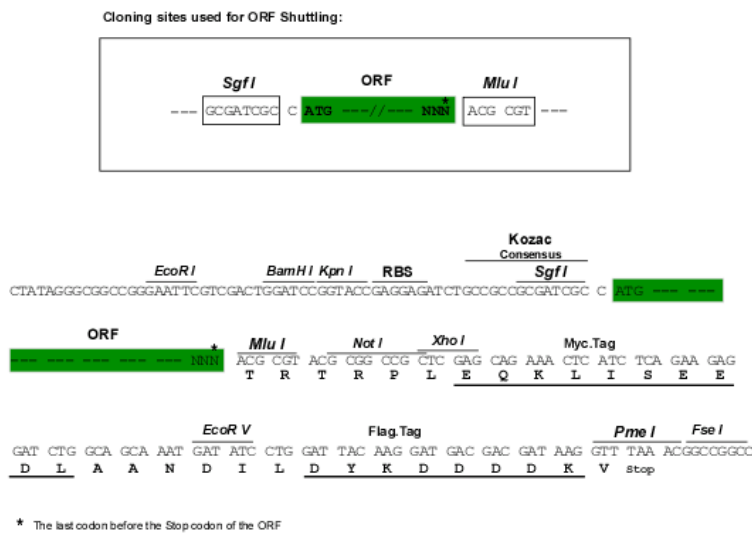 Cloning sites used for ORF Shuttling:
Sgf I ORF Mlu I
*
--- GCGATCGC C ATG ---//--- NNN ACG CGT ---
Kozac
Consensus
EcoR I BamH I Kpn I RBS Sgf I
CTATAGGGCGGCCGGGAATTCGTCGACTGGATCCGGTACCGAGGAGATCTGCCGCCGCGATCGC C ATG --- ---
ORF * Mlu I Not I Xho I Myc.Tag
--- --- --- --- --- --- NNN ACG CGT ACG CGG CCG CTC GAG CAG AAA CTC ATC TCA GAA GAG
T R T R P L E Q K L I S E E
EcoR V Flag.Tag Pme I Fse I
GAT CTG GCA GCA AAT GAT ATC CTG GAT TAC AAG GAT GAC GAC GAT AAG GTT TAA ACGGCCGGCC
D L A A N D I L D Y K D D D D K V Stop
* The last codon before the Stop codon of the ORF